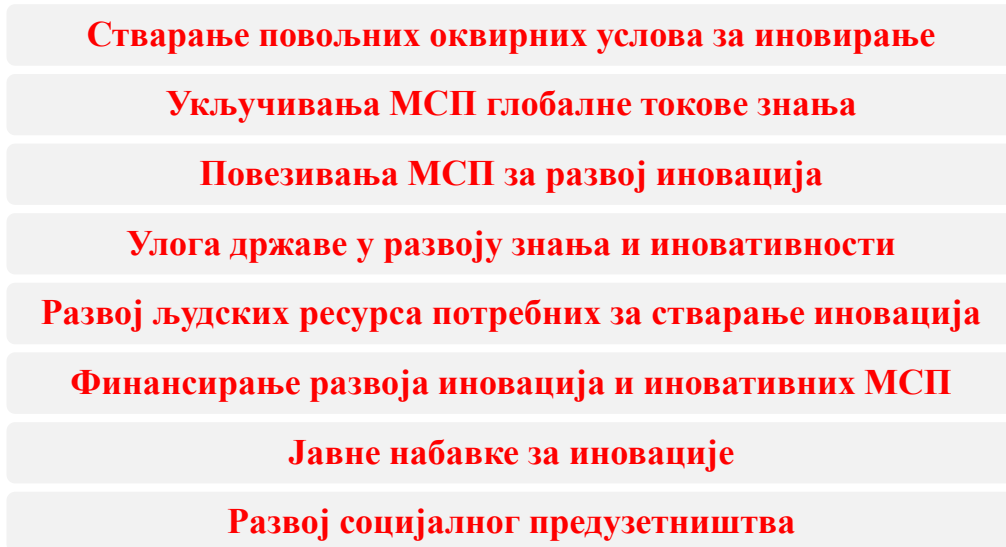 Стварање повољних оквирних услова за иновирање
Укључивања МСП глобалне токове знања
Повезивања МСП за развој иновација
Улога државе у развоју знања и иновативности
Развој људских ресурса потребних за стварање иновација
Финансирање развоја иновација и иновативних МСП
Јавне набавке за иновације
Развој социјалног предузетништва